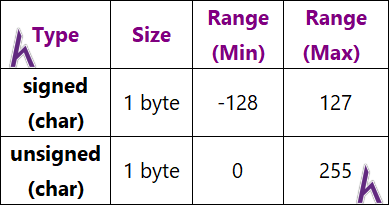 Type Size Range (Min) Range (Max)
signed (char) 1 byte -128 127
unsigned (char) 1 byte 0 255